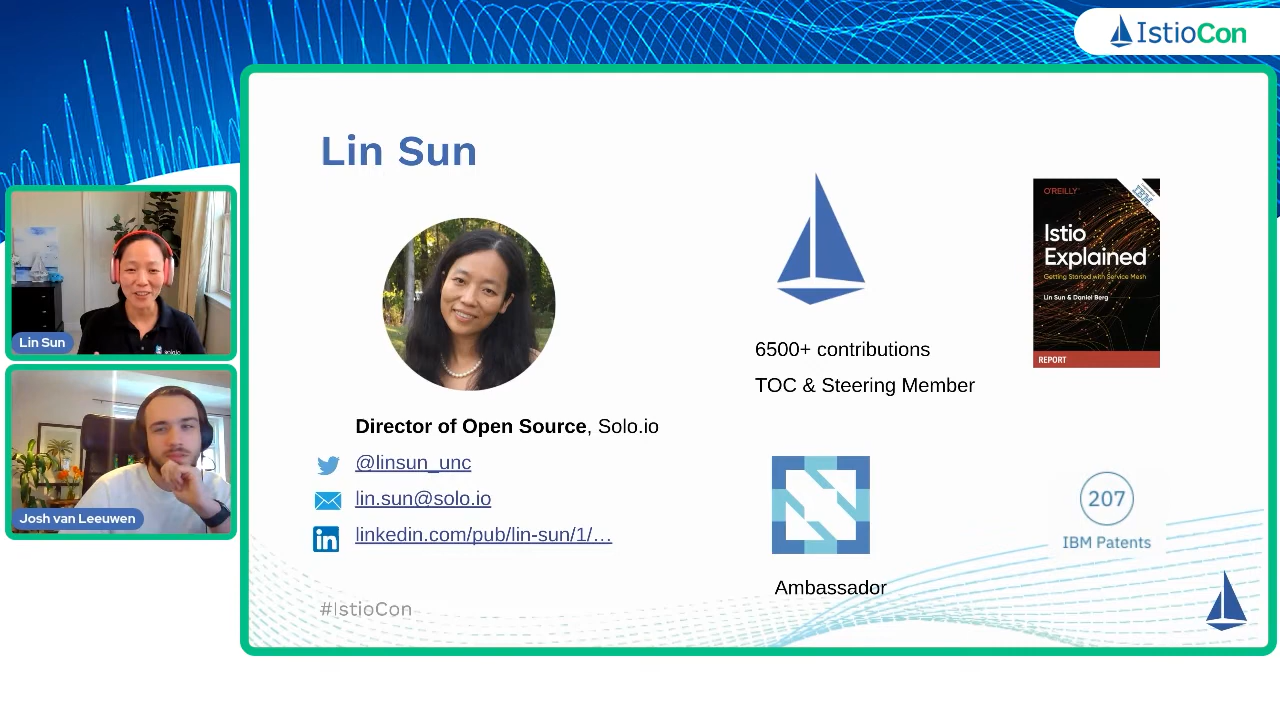 IstioCon
Lin Sun
O'REILLY
IBM
Istio
Explained
Getting Started with Service Mesh
Lin Sun & Daniel Berg
REPORT
6500+ contributions
TOC & Steering Member
Director of Open Source, Solo.io
@linsun_unc
lin.sun@solo.io
linkedin.com/pub/lin-sun/1/...
in
207
IBM Patents
Ambassador
#IstioCon
Lin Sun
Josh van Leeuwen